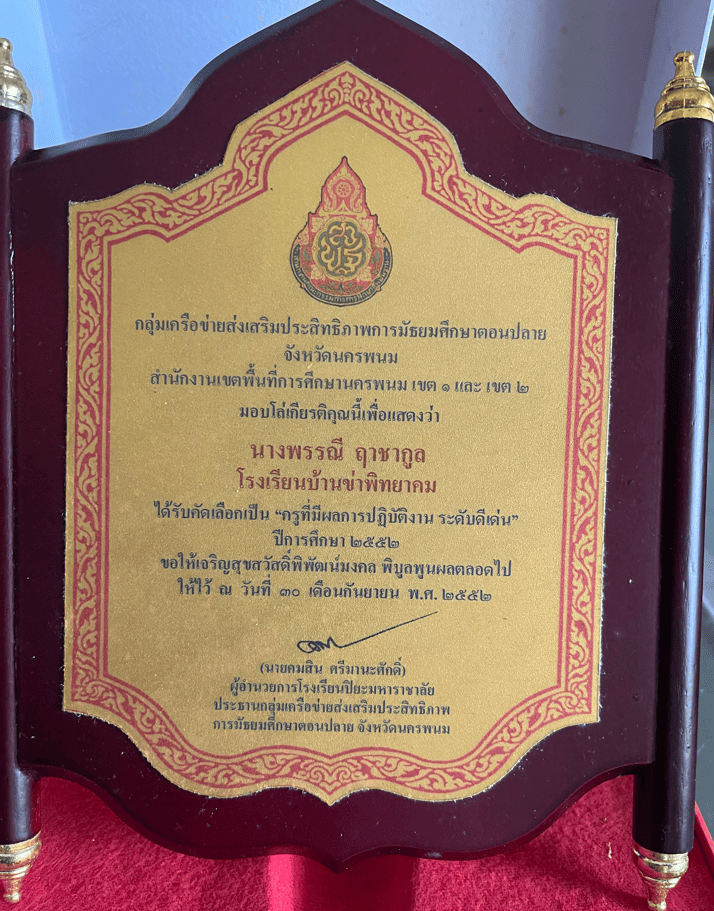 กลุ่มเครือข่ายส่งเสริมประสิทธิภาพการมัธยมศึกษาตอนปลาย
จังหวัดนครพนม
สำนักงานเขตพื้นที่การศึกษานครพนม เขต ๑ และ เขต ๒
มอบโล่เกียรติคุณนี้เพื่อแสดงว่า
นางพรรณี ฤาชากูล
โรงเรียนบ้านข่าพิทยาคม
ได้รับคัดเลือกเป็น “ครูที่มีผลการปฏิบัติงาน ระดับดีเด่น”
ปีการศึกษา ๒๕๕๒
ขอให้เจริญสุขสวัสดิ์พิพัฒน์มงคล พิบูลพูนผลตลอดไป
ให้ไว้ ณ วันที่ ๓๐ เดือนกันยายน พ.ศ. ๒๕๕๒
(นายคมสิน ศรีมานะศักดิ์)
ผู้อำนวยการโรงเรียนปิยะมหาราชาลัย
ประธานกลุ่มเครือข่ายส่งเสริมประสิทธิภาพ
การมัธยมศึกษาตอนปลาย จังหวัดนครพนม